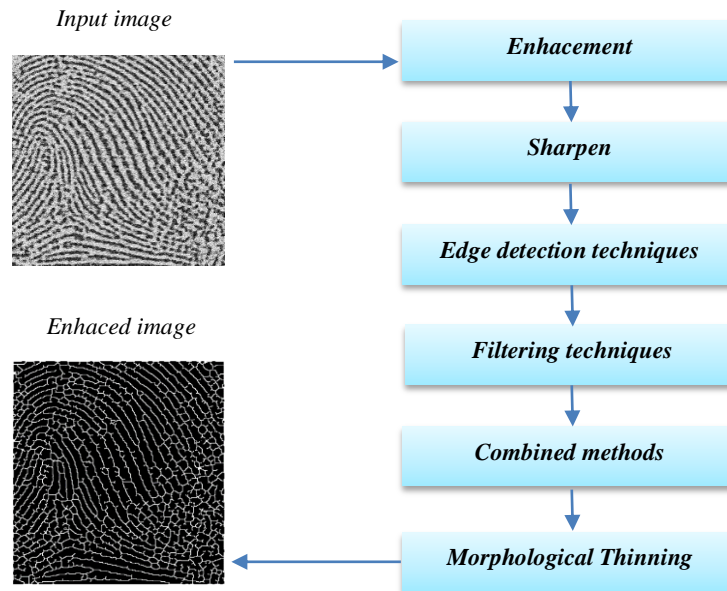 Input image
Enhacement
Sharpen
Edge detection techniques
Enhaced image
Filtering techniques
Combined methods
Morphological Thinning